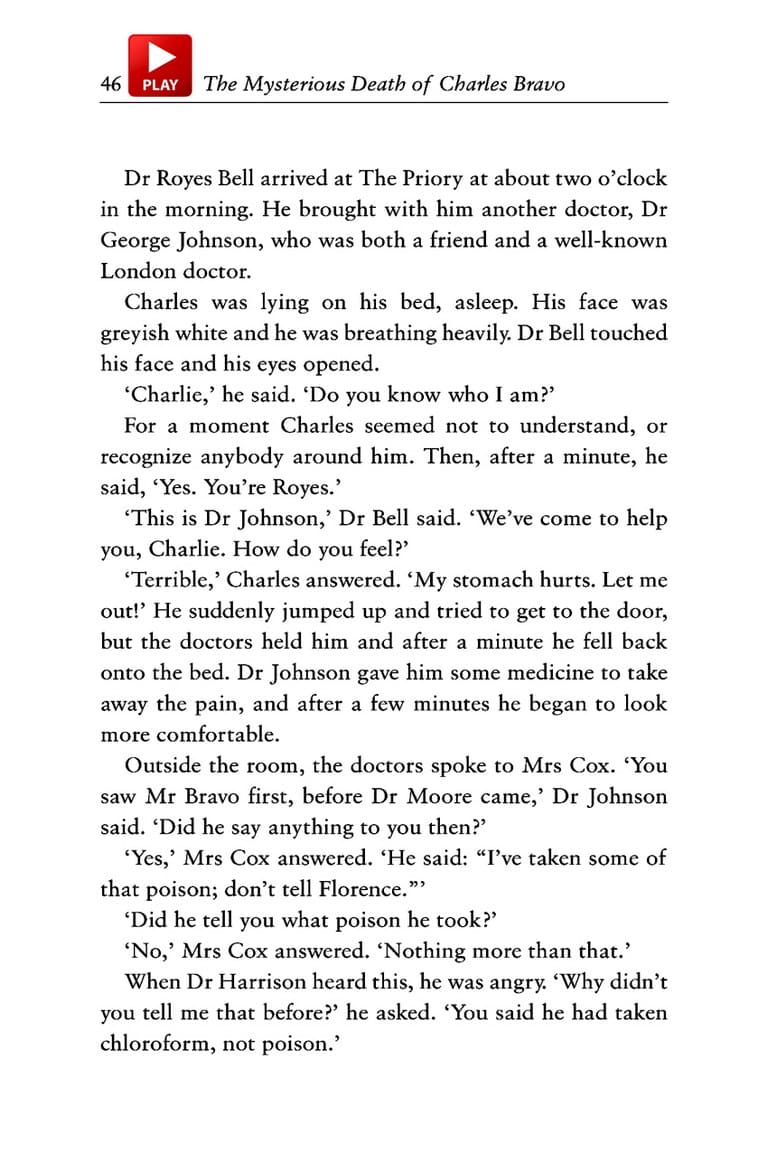 46 PLAY The Mysterious Death of Charles Bravo
Dr Royes Bell arrived at The Priory at about two o’clock
in the morning. He brought with him another doctor, Dr
George Johnson, who was both a friend and a well-known
London doctor.
Charles was lying on his bed, asleep. His face was
greyish white and he was breathing heavily. Dr Bell touched
his face and his eyes opened.
‘Charlie,’ he said. ‘Do you know who I am?’
For a moment Charles seemed not to understand, or
recognize anybody around him. Then, after a minute, he
said, ‘Yes. You’re Royes.’
‘This is Dr Johnson,’ Dr Bell said. ‘We’ve come to help
you, Charlie. How do you feel?’
‘Terrible,’ Charles answered. ‘My stomach hurts. Let me
out!’ He suddenly jumped up and tried to get to the door,
but the doctors held him and after a minute he fell back
onto the bed. Dr Johnson gave him some medicine to take
away the pain, and after a few minutes he began to look
more comfortable.
Outside the room, the doctors spoke to Mrs Cox. ‘You
saw Mr Bravo first, before Dr Moore came,’ Dr Johnson
said. ‘Did he say anything to you then?’
‘Yes,’ Mrs Cox answered. ‘He said: “I’ve taken some of
that poison; don’t tell Florence.”’
‘Did he tell you what poison he took?’
‘No,’ Mrs Cox answered. ‘Nothing more than that.’
When Dr Harrison heard this, he was angry. ‘Why didn’t
you tell me that before?’ he asked. ‘You said he had taken
chloroform, not poison.’